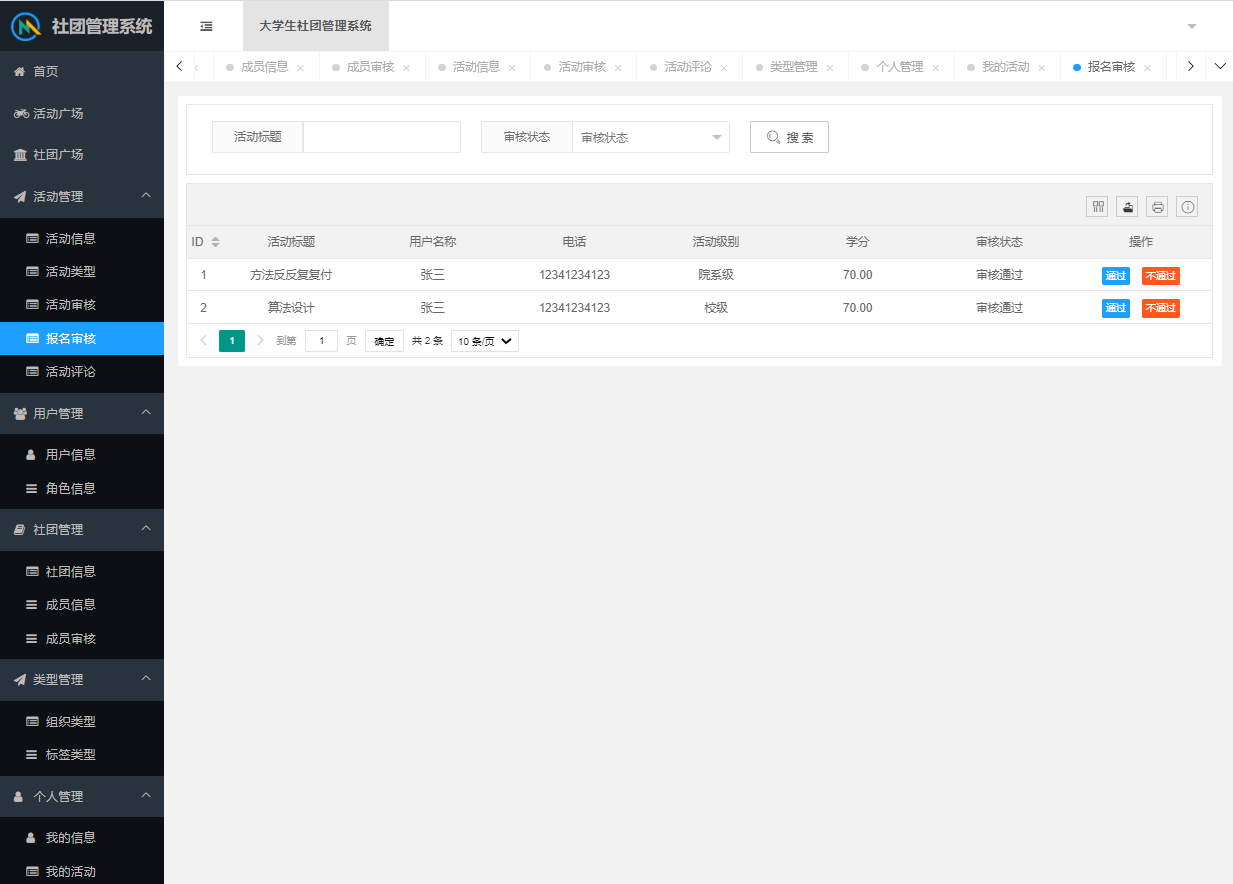 社团管理系统
大学生社团管理系统
成员信息 成员审核 活动信息 活动审核 活动评论 类型管理 个人管理 我的活动 报名审核
首页
活动广场
社团广场
活动管理
活动信息
活动类型
活动审核
报名审核
活动评论
用户管理
用户信息
角色信息
社团管理
社团信息
成员信息
成员审核
类型管理
组织类型
标签类型
个人管理
我的信息
我的活动
活动标题 审核状态 审核状态 搜 索
ID 活动标题 用户名称 电话 活动级别 学分 审核状态 操作
1 方法反反复复付 张三 12341234123 院系级 70.00 审核通过 通过 不通过
2 算法设计 张三 12341234123 校级 70.00 审核通过 通过 不通过
1 到第 1 页 确定 共 2 条 10 条/页